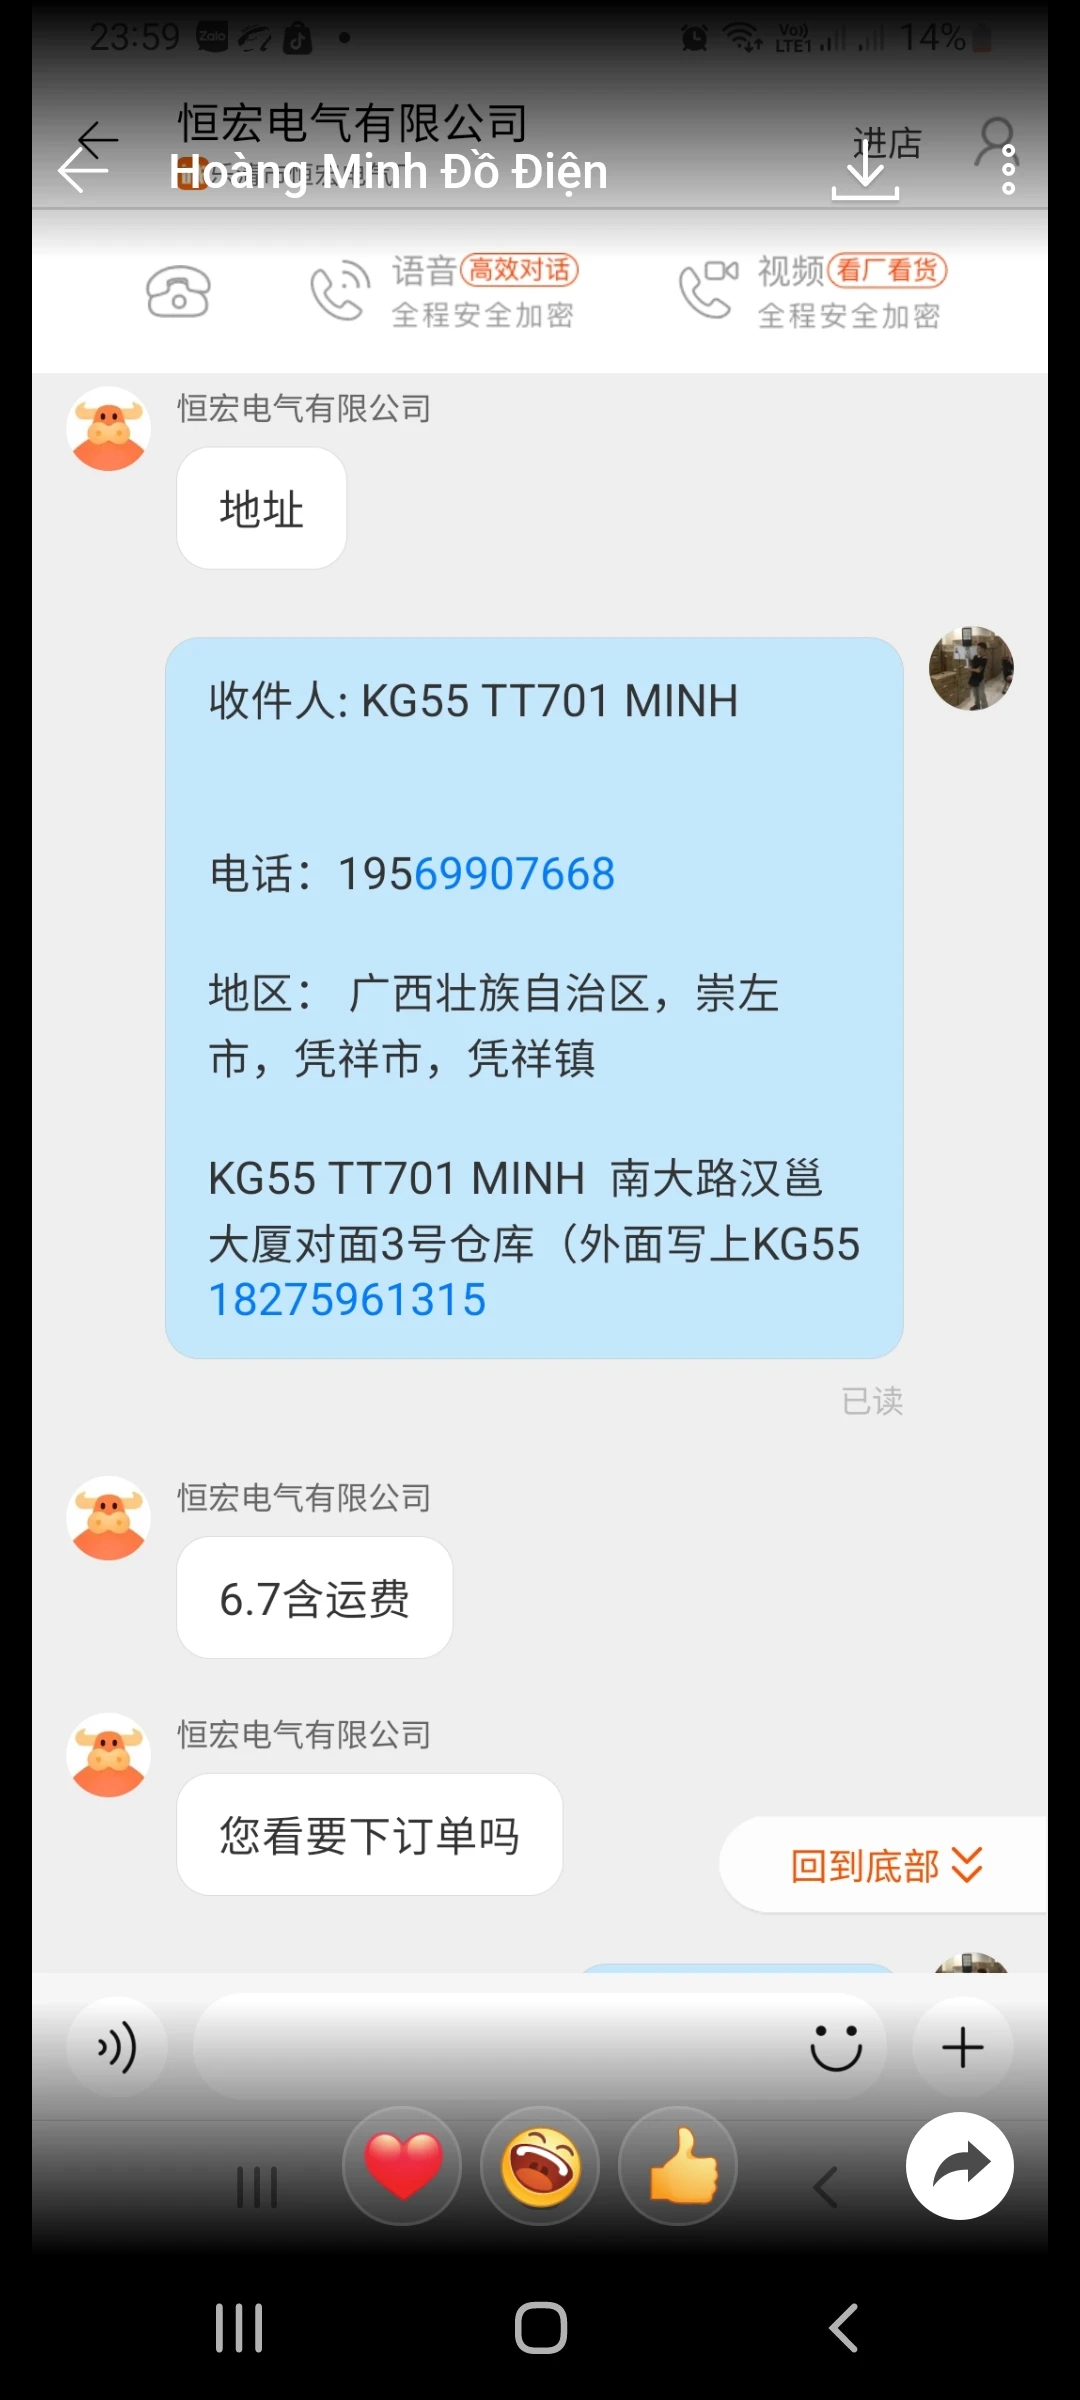 23:59 Zalo
Vo)) LTE1 14%
恒宏电气有限公司
进店
Hoàng Minh Đồ Điện
语音 高效对话
全程安全加密
视频 看厂看货
全程安全加密
恒宏电气有限公司
地址
收件人: KG55 TT701 MINH
电话：19569907668
地区： 广西壮族自治区，崇左
市，凭祥市，凭祥镇
KG55 TT701 MINH 南大路汉邕
大厦对面3号仓库（外面写上KG55
18275961315
已读
恒宏电气有限公司
6.7含运费
恒宏电气有限公司
您看要下订单吗
回到底部